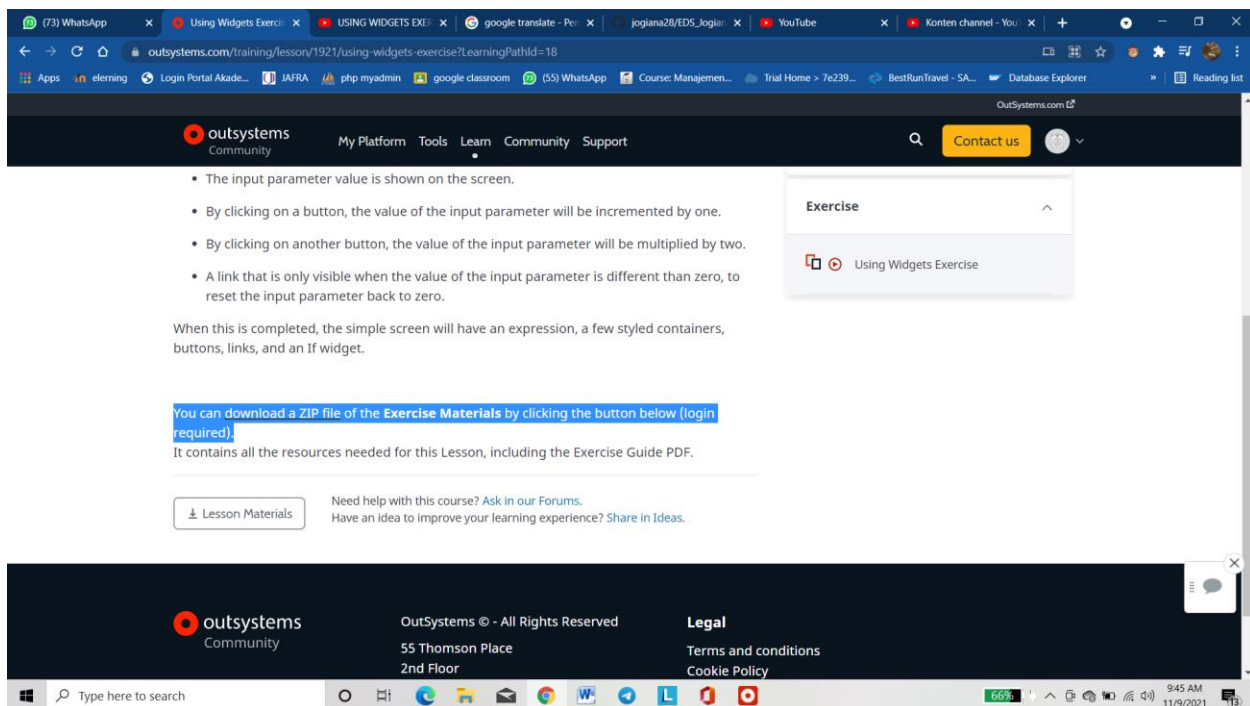 (73) WhatsApp
Using Widgets Exercis
USING WIDGETS EXER
google translate - Pen
jogiana28/EDS_Jogian
YouTube
Konten channel - You
outsystems.com/training/lesson/1921/using-widgets-exercise?LearningPathId=18
Apps
elerning
Login Portal Akade...
JAFRA
php myadmin
google classroom
(55) WhatsApp
Course: Manajemen...
Trial Home > 7e239...
BestRunTravel - SA...
Database Explorer
»
Reading list
OutSystems.com
outsystems
Community
My Platform Tools Learn Community Support
Contact us
• The input parameter value is shown on the screen.
• By clicking on a button, the value of the input parameter will be incremented by one.
• By clicking on another button, the value of the input parameter will be multiplied by two.
• A link that is only visible when the value of the input parameter is different than zero, to
reset the input parameter back to zero.
When this is completed, the simple screen will have an expression, a few styled containers,
buttons, links, and an If widget.
You can download a ZIP file of the Exercise Materials by clicking the button below (login
required).
It contains all the resources needed for this Lesson, including the Exercise Guide PDF.
Lesson Materials
Need help with this course? Ask in our Forums.
Have an idea to improve your learning experience? Share in Ideas.
Exercise
Using Widgets Exercise
outsystems
Community
OutSystems © - All Rights Reserved
55 Thomson Place
2nd Floor
Legal
Terms and conditions
Cookie Policy
Type here to search
66%
9:45 AM
11/9/2021